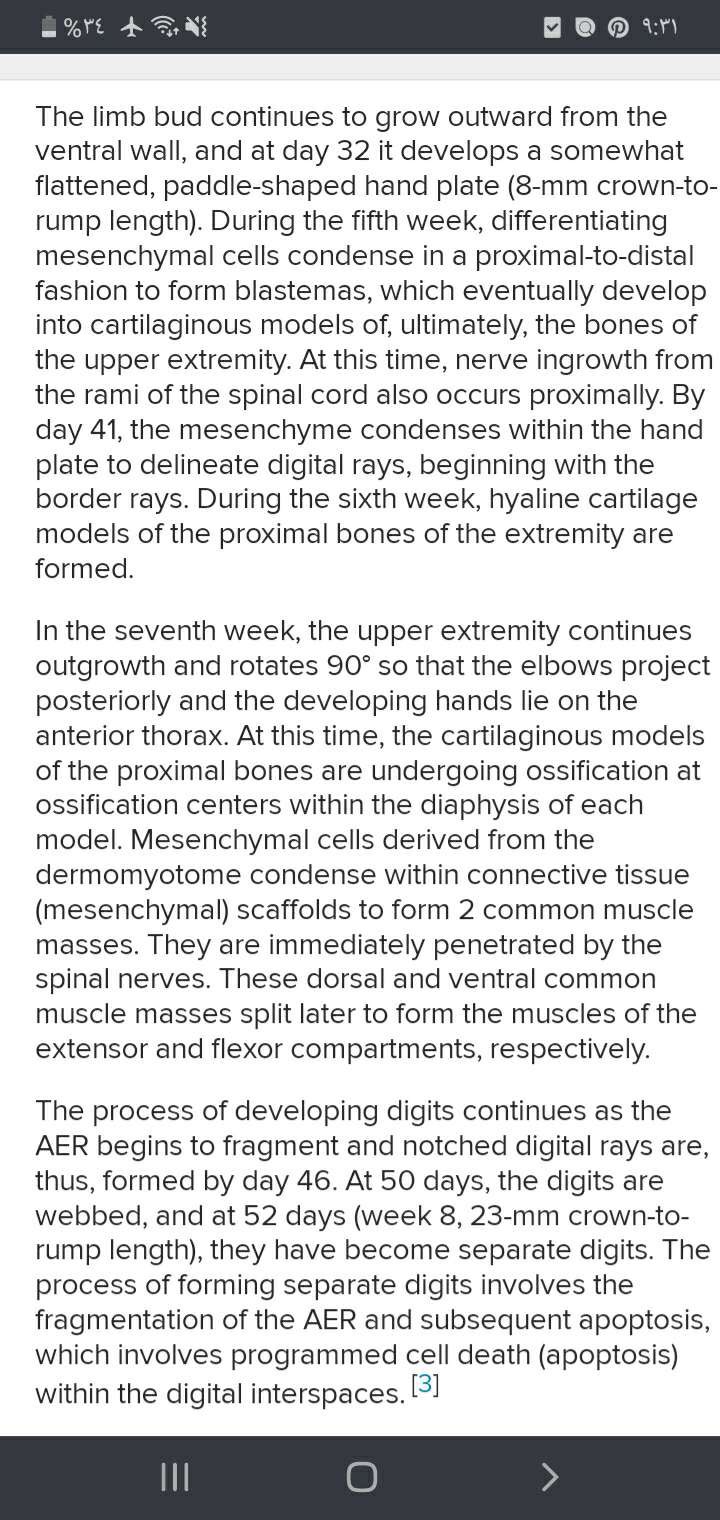 %٣٤ ٩:٣١
The limb bud continues to grow outward from the
ventral wall, and at day 32 it develops a somewhat
flattened, paddle-shaped hand plate (8-mm crown-to-
rump length). During the fifth week, differentiating
mesenchymal cells condense in a proximal-to-distal
fashion to form blastemas, which eventually develop
into cartilaginous models of, ultimately, the bones of
the upper extremity. At this time, nerve ingrowth from
the rami of the spinal cord also occurs proximally. By
day 41, the mesenchyme condenses within the hand
plate to delineate digital rays, beginning with the
border rays. During the sixth week, hyaline cartilage
models of the proximal bones of the extremity are
formed.
In the seventh week, the upper extremity continues
outgrowth and rotates 90° so that the elbows project
posteriorly and the developing hands lie on the
anterior thorax. At this time, the cartilaginous models
of the proximal bones are undergoing ossification at
ossification centers within the diaphysis of each
model. Mesenchymal cells derived from the
dermomyotome condense within connective tissue
(mesenchymal) scaffolds to form 2 common muscle
masses. They are immediately penetrated by the
spinal nerves. These dorsal and ventral common
muscle masses split later to form the muscles of the
extensor and flexor compartments, respectively.
The process of developing digits continues as the
AER begins to fragment and notched digital rays are,
thus, formed by day 46. At 50 days, the digits are
webbed, and at 52 days (week 8, 23-mm crown-to-
rump length), they have become separate digits. The
process of forming separate digits involves the
fragmentation of the AER and subsequent apoptosis,
which involves programmed cell death (apoptosis)
within the digital interspaces. [3]